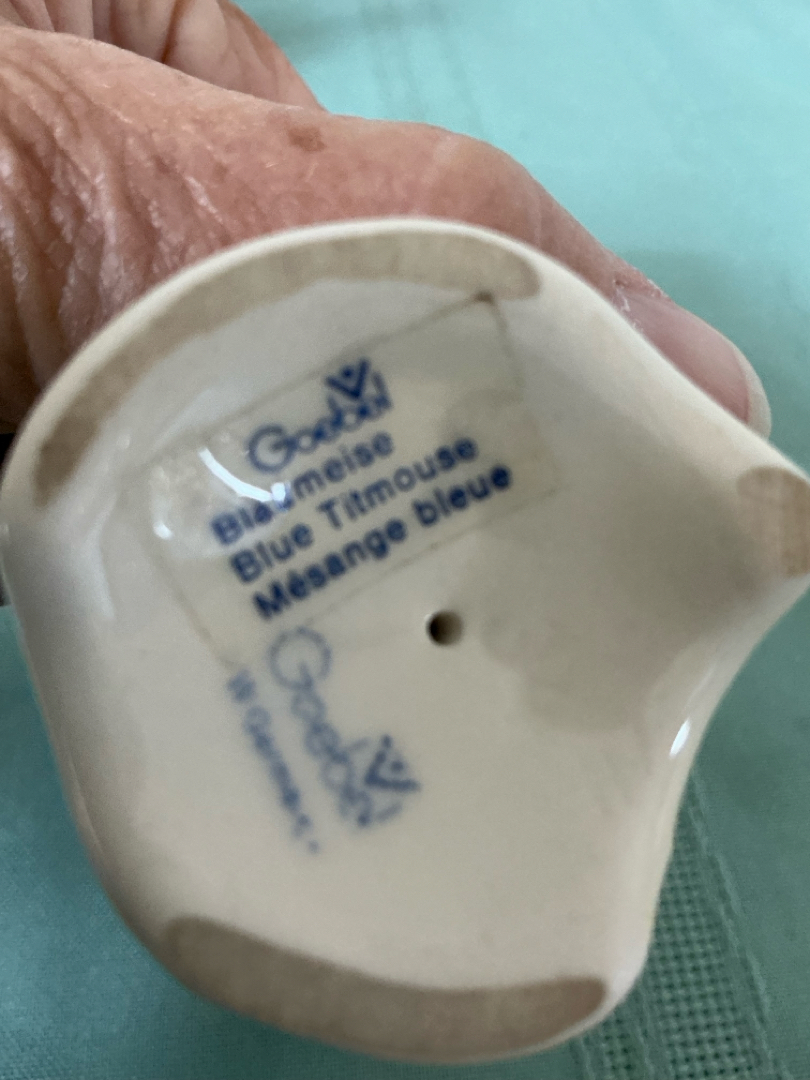 Goebel
Blaumeise
Blue Titmouse
Mésange bleue
Goebel
W. Germany